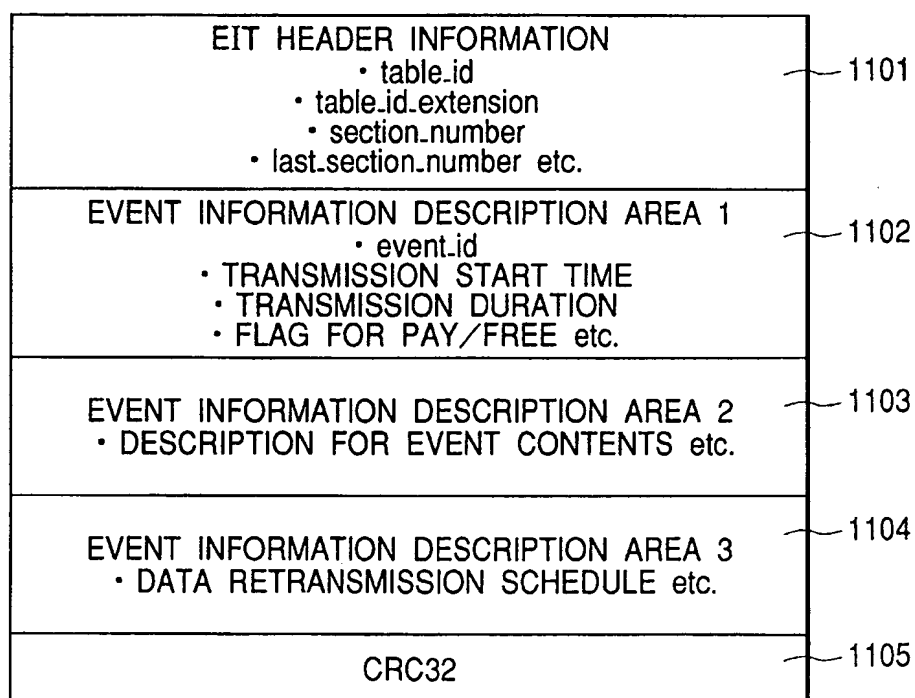 EIT HEADER INFORMATION
・table_id
・table_id_extension
・section_number
・last_section_number etc.
1101
EVENT INFORMATION DESCRIPTION AREA 1
・event_id
・TRANSMISSION START TIME
・TRANSMISSION DURATION
・FLAG FOR PAY/FREE etc.
1102
EVENT INFORMATION DESCRIPTION AREA 2
・DESCRIPTION FOR EVENT CONTENTS etc.
1103
EVENT INFORMATION DESCRIPTION AREA 3
・DATA RETRANSMISSION SCHEDULE etc.
1104
CRC32
1105